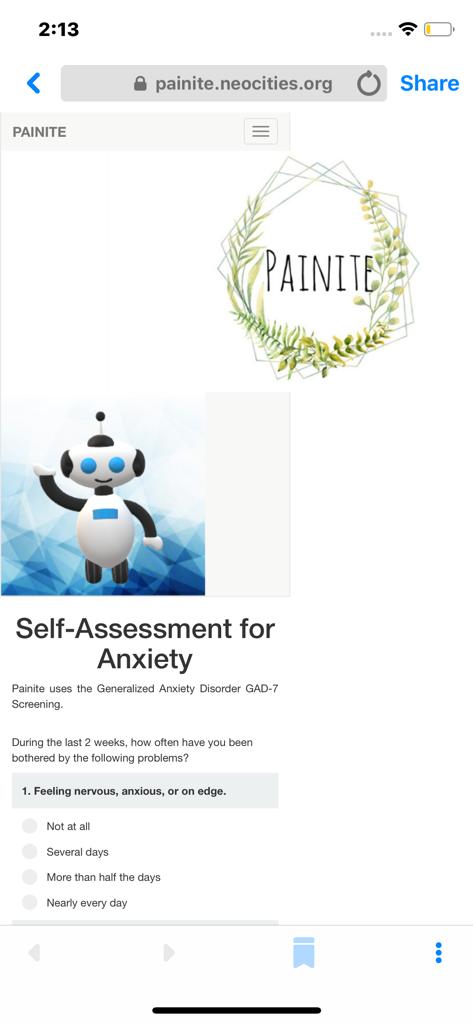 2:13
painite.neocities.org
Share
PAINITE
PAINITE
Self-Assessment for
Anxiety
Painite uses the Generalized Anxiety Disorder GAD-7
Screening.
During the last 2 weeks, how often have you been
bothered by the following problems?
1. Feeling nervous, anxious, or on edge.
Not at all
Several days
More than half the days
Nearly every day